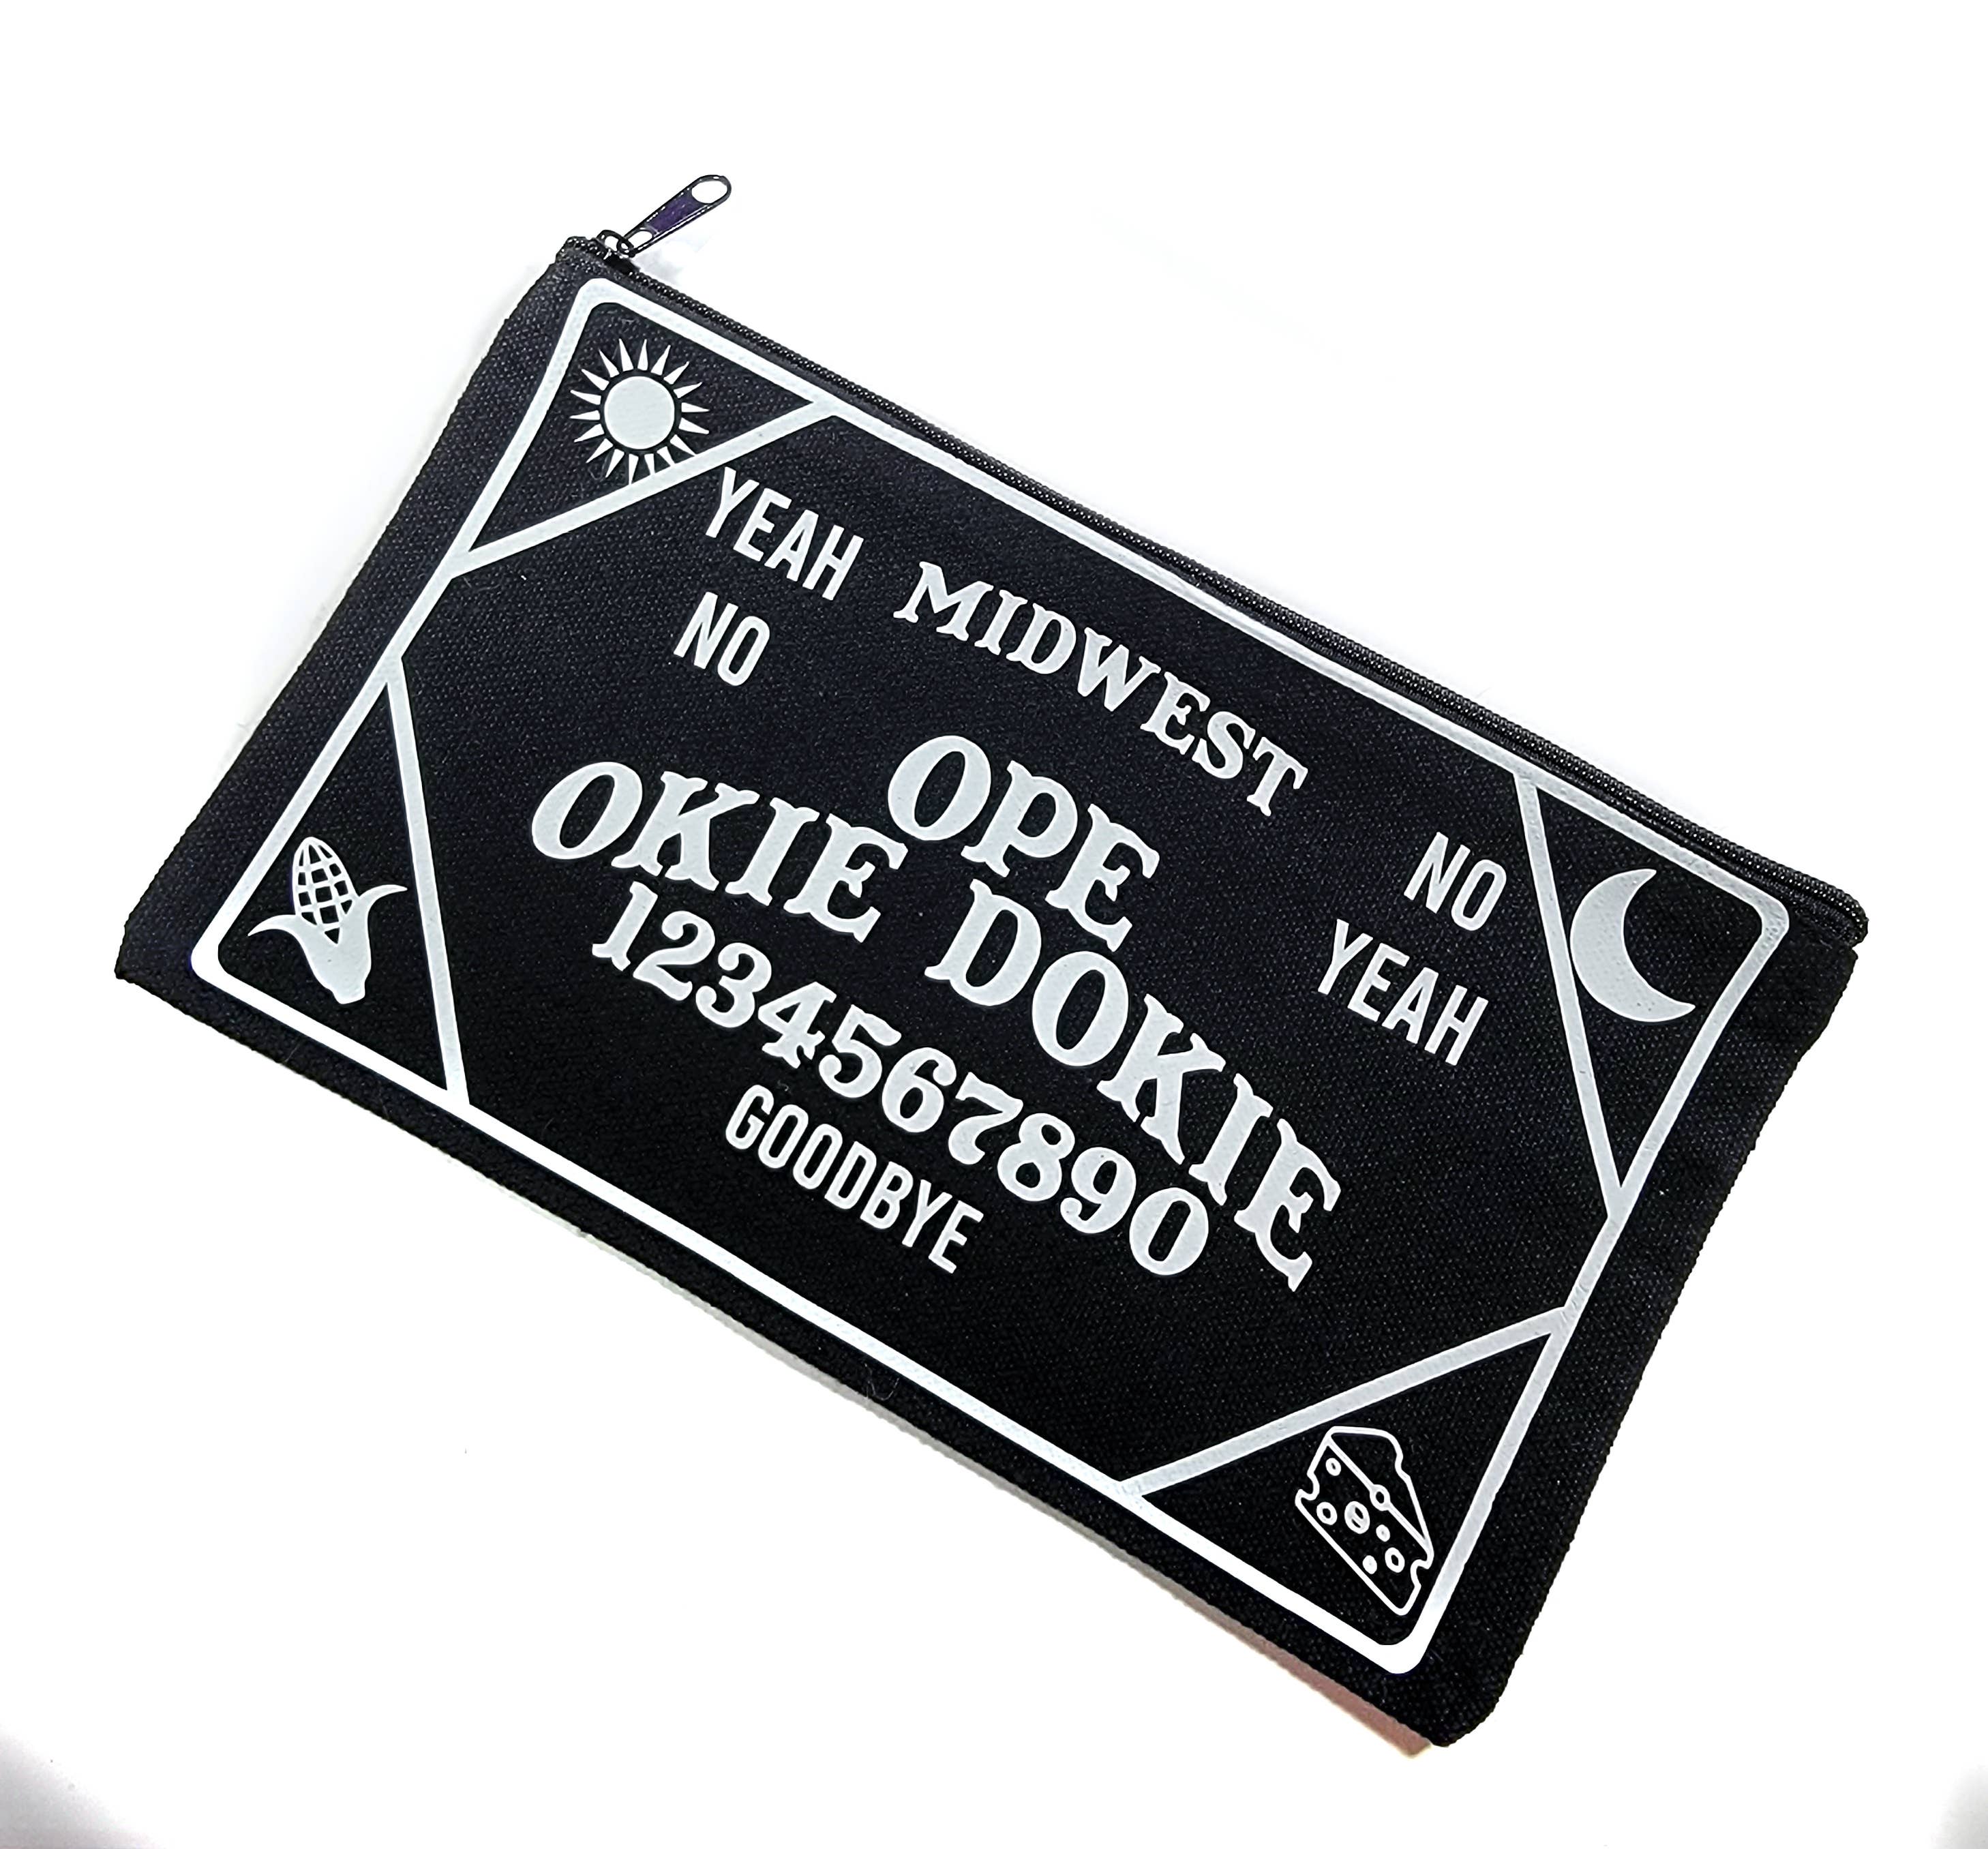 YEAH
NO
MIDWEST
NO
YEAH
OPE
OKIE DOKIE
1234567890
GOODBYE